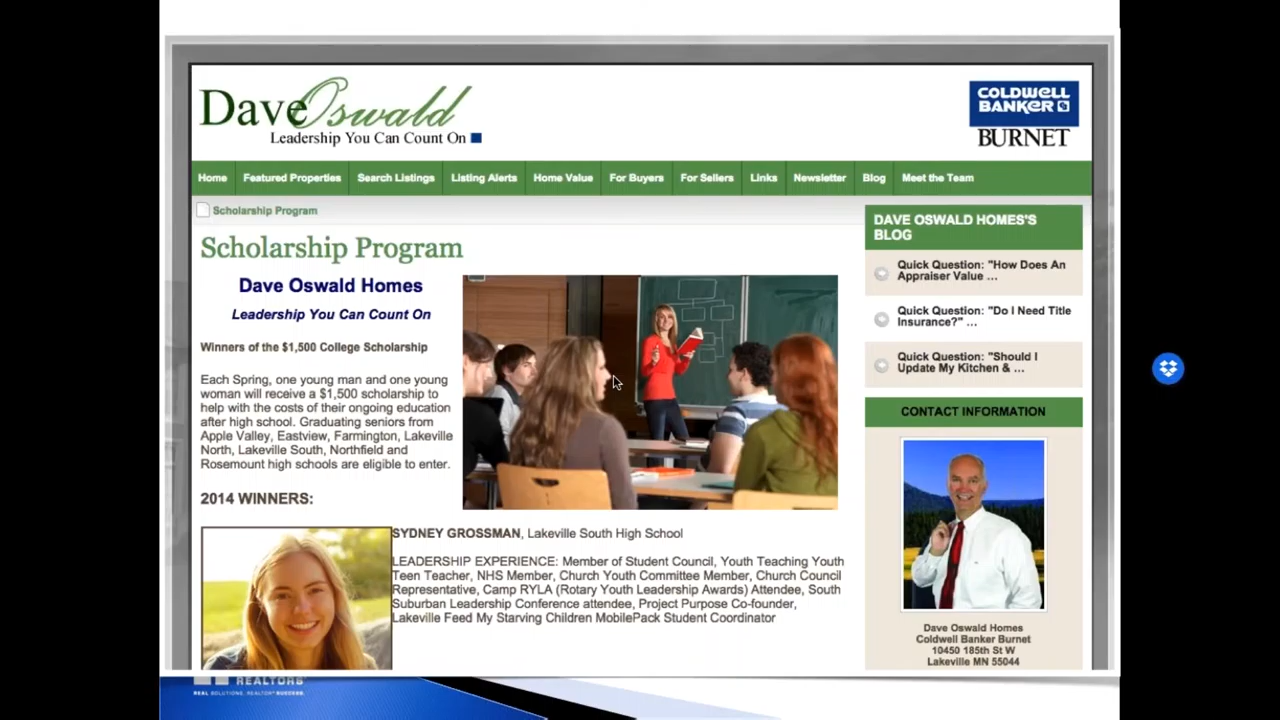 Dave Oswald
Leadership You Can Count On
COLDWELL
BANKER
BURNET
Home Featured Properties Search Listings Listing Alerts Home Value For Buyers For Sellers Links Newsletter Blog Meet the Team
Scholarship Program
Scholarship Program
Dave Oswald Homes
Leadership You Can Count On
Winners of the $1,500 College Scholarship
Each Spring, one young man and one young
woman will receive a $1,500 scholarship to
help with the costs of their ongoing education
after high school. Graduating seniors from
Apple Valley, Eastview, Farmington, Lakeville
North, Lakeville South, Northfield and
Rosemount high schools are eligible to enter.
2014 WINNERS:
SYDNEY GROSSMAN, Lakeville South High School
LEADERSHIP EXPERIENCE: Member of Student Council, Youth Teaching Youth
Teen Teacher, NHS Member, Church Youth Committee Member, Church Council
Representative, Camp RYLA (Rotary Youth Leadership Awards) Attendee, South
Suburban Leadership Conference attendee, Project Purpose Co-founder,
Lakeville Feed My Starving Children MobilePack Student Coordinator
DAVE OSWALD HOMES'S
BLOG
Quick Question: "How Does An
Appraiser Value ...
Quick Question: "Do I Need Title
Insurance?" ...
Quick Question: "Should I
Update My Kitchen & ...
CONTACT INFORMATION
Dave Oswald Homes
Coldwell Banker Burnet
10450 185th St W
Lakeville MN 55044
REALTORS
REAL SOLUTIONS. REALTOR® SUCCESS.